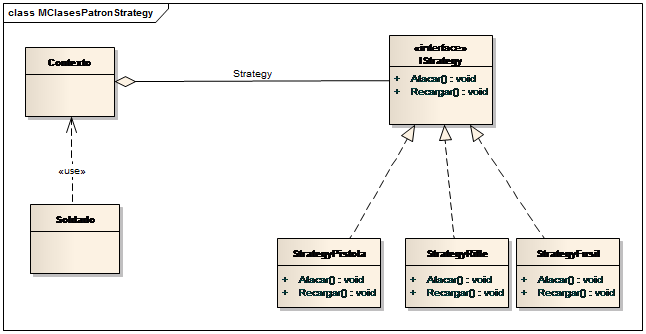 class MClasesPatronStrategy
Contexto
Strategy
«interface»
IStrategy
+ Atacar() : void
+ Recargar() : void
«use»
Soldado
StrategyPistola
+ Atacar() : void
+ Recargar() : void
StrategyRifle
+ Atacar() : void
+ Recargar() : void
StrategyFusil
+ Atacar() : void
+ Recargar() : void